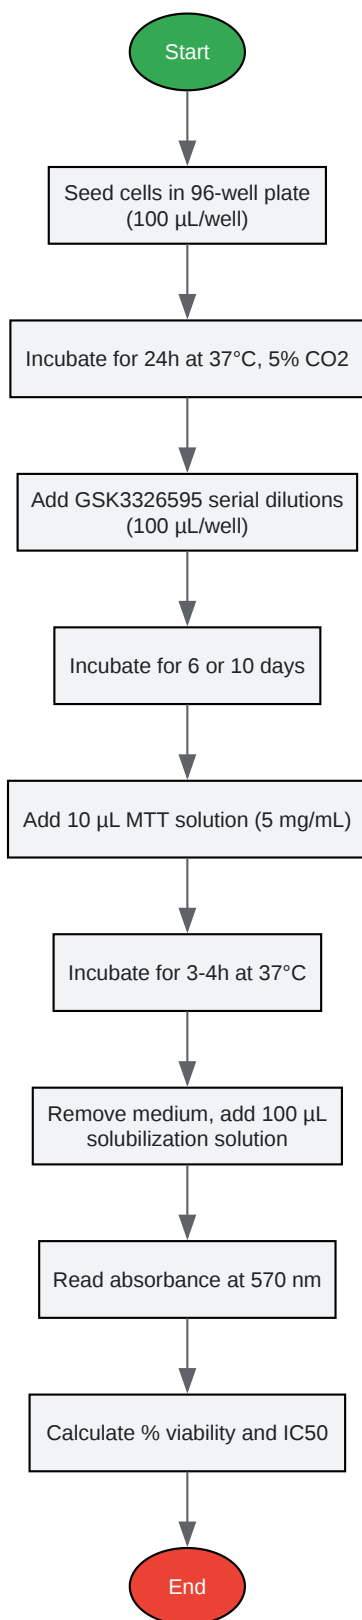 Start
Seed cells in 96-well plate
(100 µL/well)
Incubate for 24h at 37°C, 5% CO2
Add GSK3326595 serial dilutions
(100 µL/well)
Incubate for 6 or 10 days
Add 10 µL MTT solution (5 mg/mL)
Incubate for 3-4h at 37°C
Remove medium, add 100 µL
solubilization solution
Read absorbance at 570 nm
Calculate % viability and IC50
End